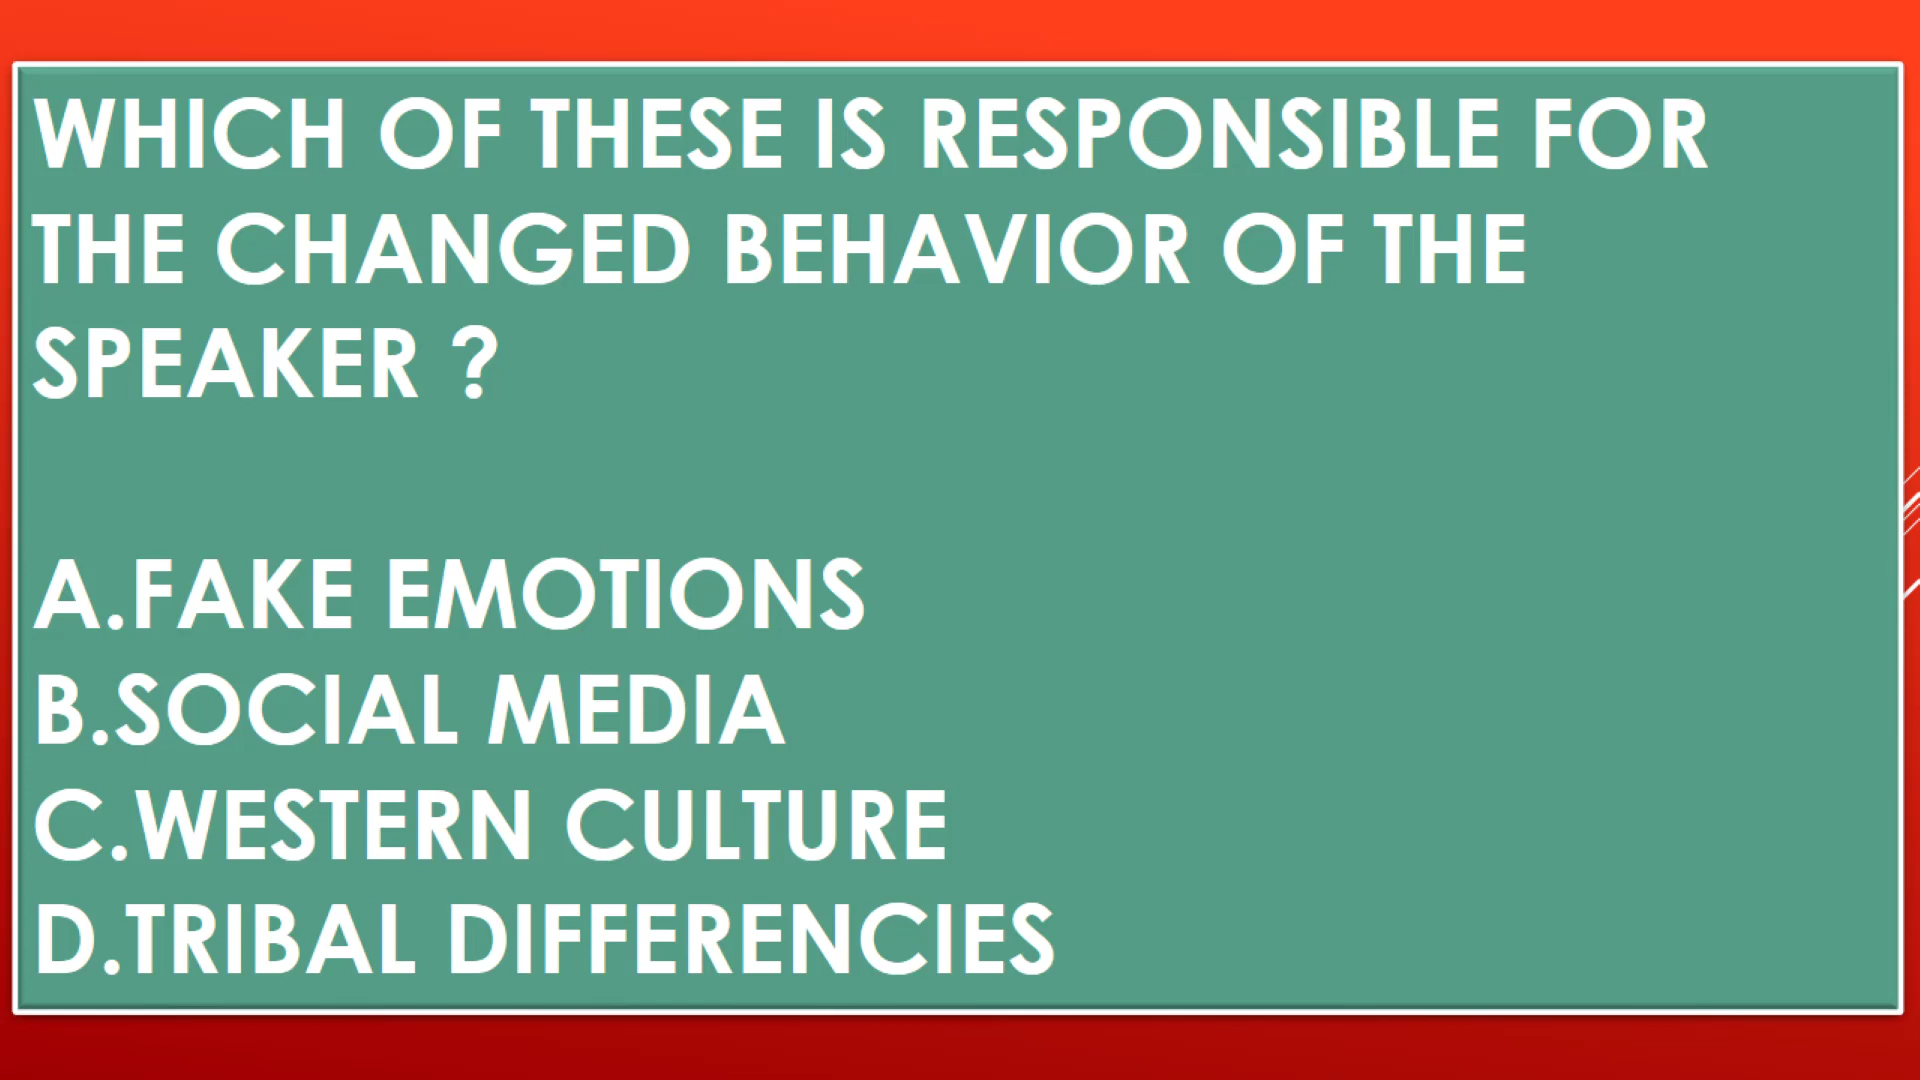 WHICH OF THESE IS RESPONSIBLE FOR
THE CHANGED BEHAVIOR OF THE
SPEAKER ?
A.FAKE EMOTIONS
B.SOCIAL MEDIA
C.WESTERN CULTURE
D.TRIBAL DIFFERENCIES